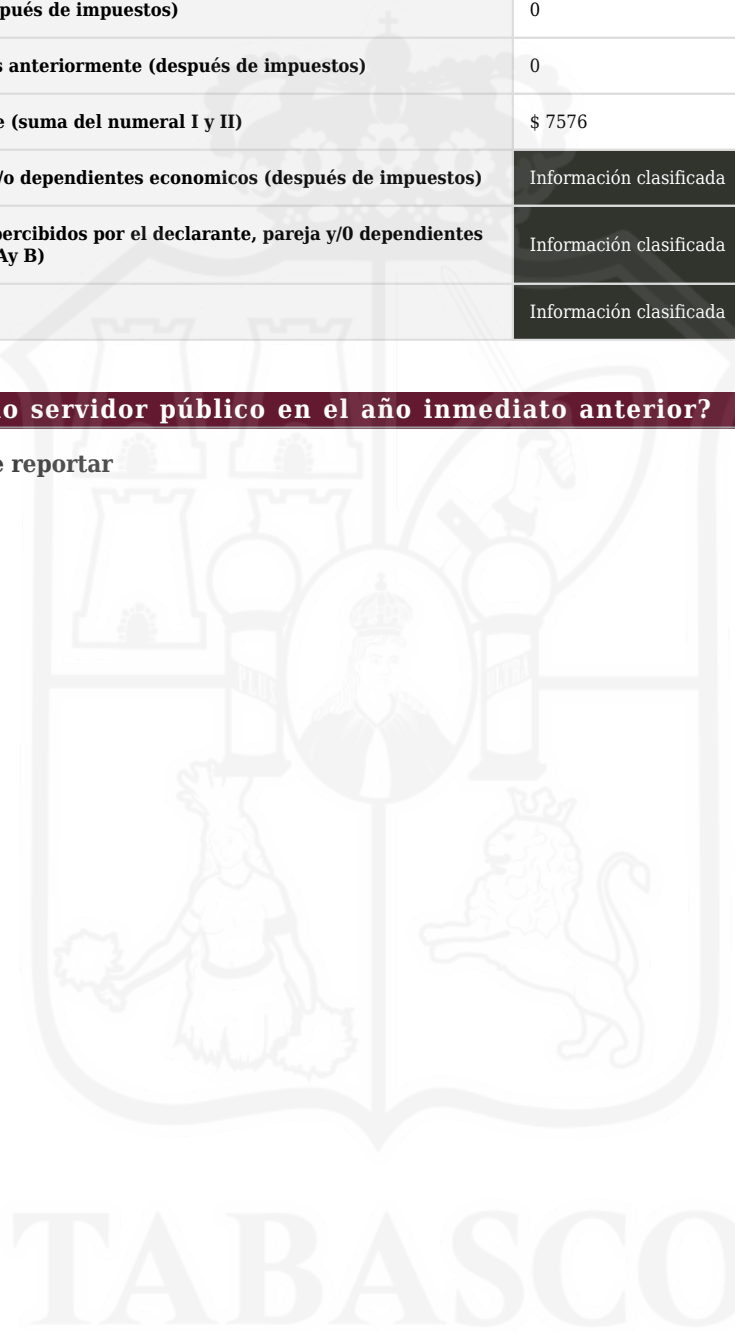 pués de impuestos) 0
s anteriormente (después de impuestos) 0
e (suma del numeral I y II) $ 7576
/o dependientes economicos (después de impuestos) Información clasificada
percibidos por el declarante, pareja y/0 dependientes Información clasificada
Ay B)
Información clasificada
o servidor público en el año inmediato anterior?
e reportar
PLUS ULTRA
TABASCO